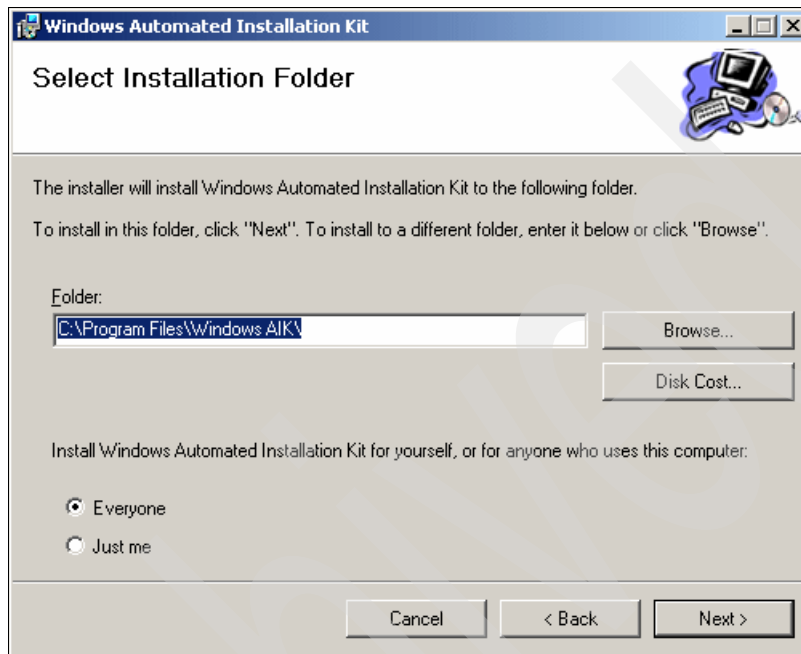 Windows Automated Installation Kit
Select Installation Folder
The installer will install Windows Automated Installation Kit to the following folder.
To install in this folder, click "Next". To install to a different folder, enter it below or click "Browse".
Folder:
C:\Program Files\Windows AIK\
Browse...
Disk Cost...
Install Windows Automated Installation Kit for yourself, or for anyone who uses this computer:
Everyone
Just me
Cancel
< Back
Next >